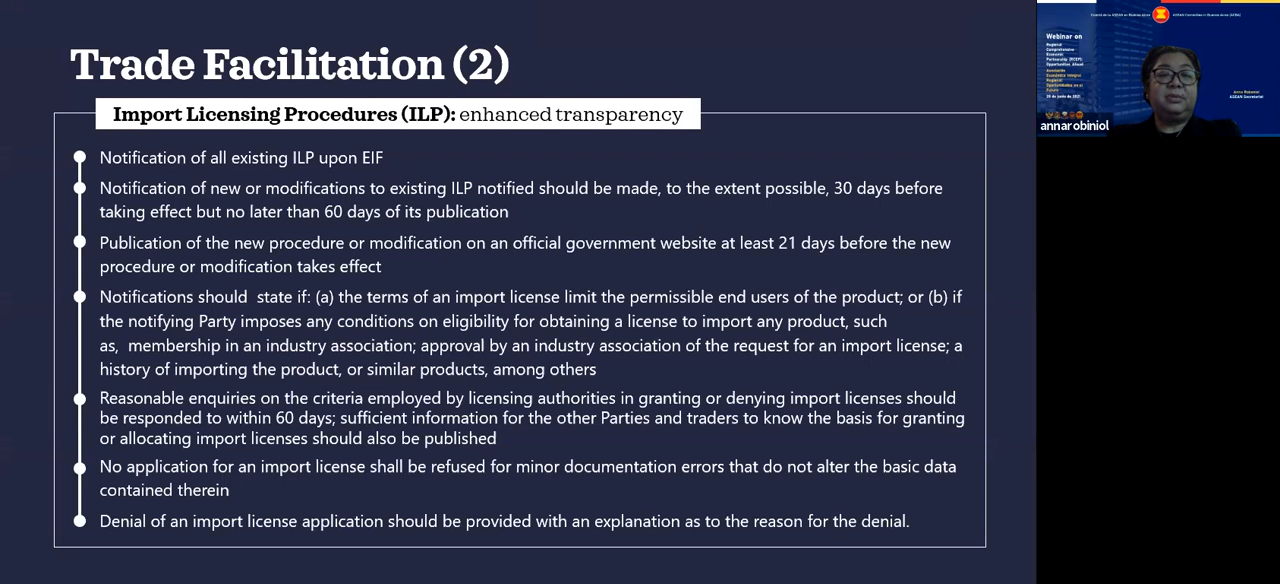 Trade Facilitation (2)
Import Licensing Procedures (ILP): enhanced transparency
Notification of all existing ILP upon EIF
Notification of new or modifications to existing ILP notified should be made, to the extent possible, 30 days before
taking effect but no later than 60 days of its publication
Publication of the new procedure or modification on an official government website at least 21 days before the new
procedure or modification takes effect
Notifications should state if: (a) the terms of an import license limit the permissible end users of the product; or (b) if
the notifying Party imposes any conditions on eligibility for obtaining a license to import any product, such
as, membership in an industry association; approval by an industry association of the request for an import license; a
history of importing the product, or similar products, among others
Reasonable enquiries on the criteria employed by licensing authorities in granting or denying import licenses should
be responded to within 60 days; sufficient information for the other Parties and traders to know the basis for granting
or allocating import licenses should also be published
No application for an import license shall be refused for minor documentation errors that do not alter the basic data
contained therein
Denial of an import license application should be provided with an explanation as to the reason for the denial.
Webinar on
Regional
Comprehensive
Economic
Partnership (RCEP):
Opportunities Ahead
annarobiniol